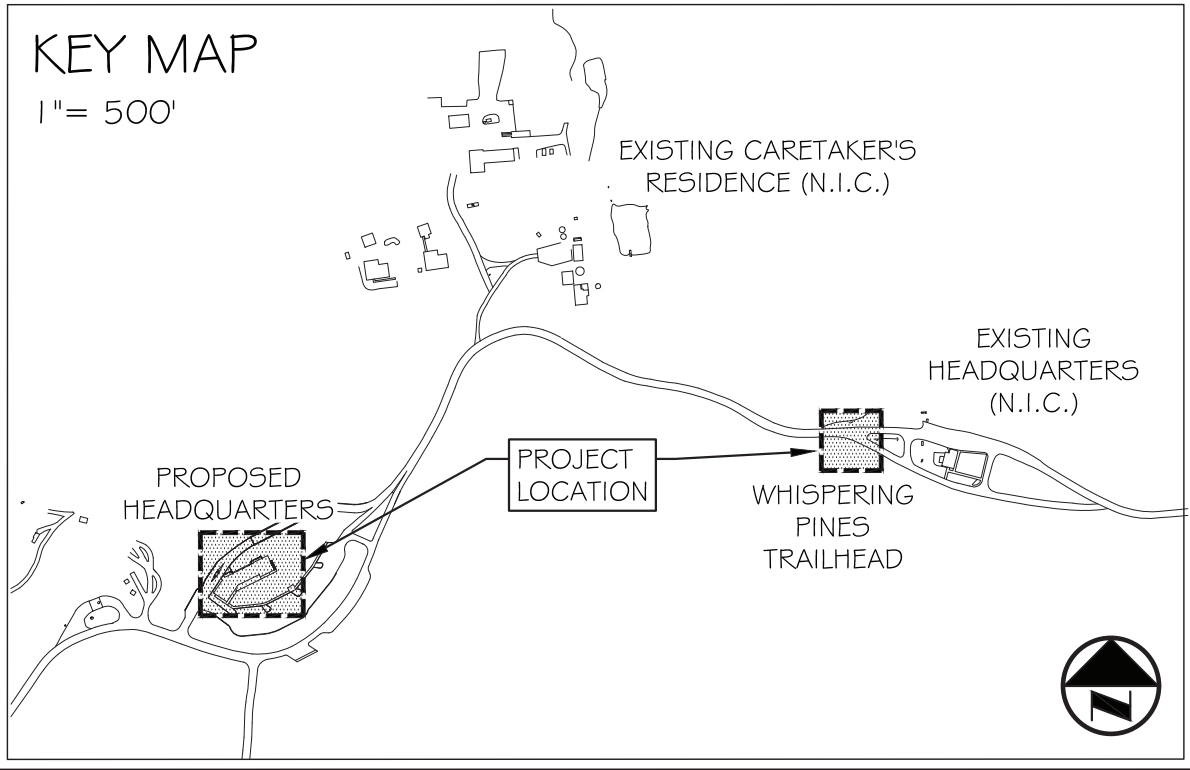 KEY MAP
1"= 500'
EXISTING CARETAKER'S
RESIDENCE (N.I.C.)
EXISTING
HEADQUARTERS
(N.I.C.)
PROJECT
LOCATION
PROPOSED
HEADQUARTERS
WHISPERING
PINES
TRAILHEAD
N